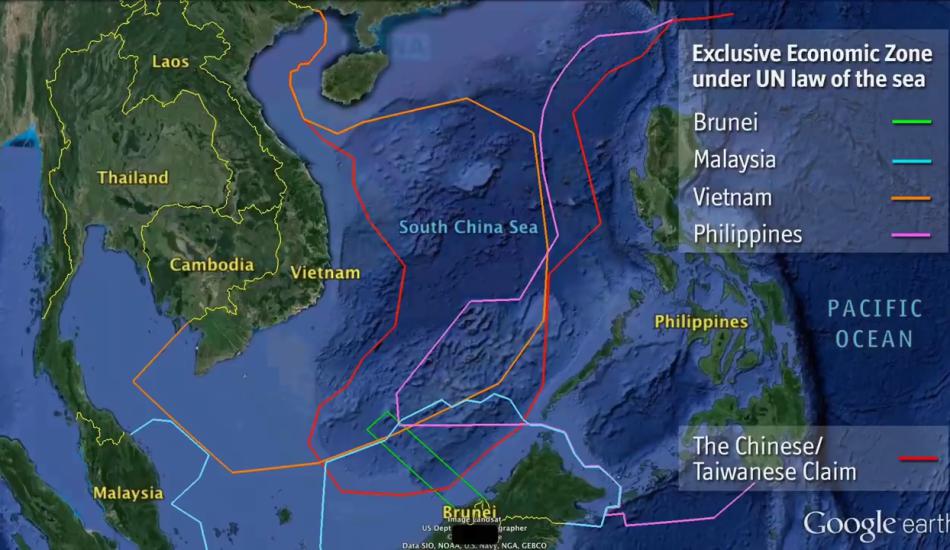 Laos
Thailand
Cambodia
Vietnam
South China Sea
Philippines
PACIFIC
OCEAN
Malaysia
Brunei
Exclusive Economic Zone
under UN law of the sea
Brunei
Malaysia
Vietnam
Philippines
The Chinese/
Taiwanese Claim
Image Landsat
US Dept grapher
Data SIO, NOAA, U.S. Navy, NGA, GEBCO
Google earth